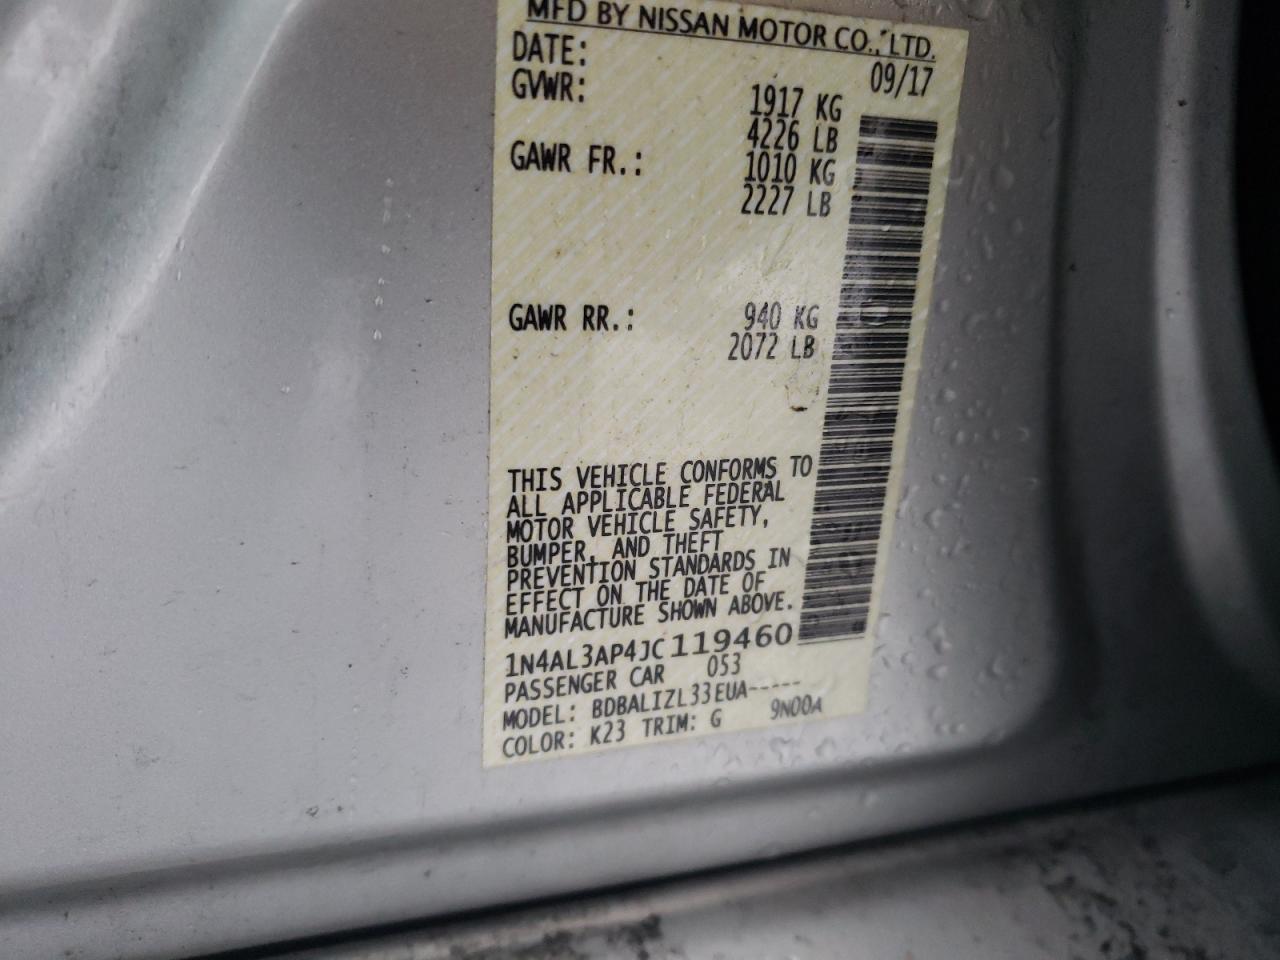 MFD BY NISSAN MOTOR CO., LTD.
DATE: 09/17
GVWR: 1917 KG
4226 LB
GAWR FR.: 1010 KG
2227 LB
GAWR RR.: 940 KG
2072 LB
THIS VEHICLE CONFORMS TO
ALL APPLICABLE FEDERAL
MOTOR VEHICLE SAFETY,
BUMPER, AND THEFT
PREVENTION STANDARDS IN
EFFECT ON THE DATE OF
MANUFACTURE SHOWN ABOVE.
1N4AL3AP4JC119460
PASSENGER CAR 053
MODEL: BDBALIZL33EUA-----
COLOR: K23 TRIM: G 9N00A